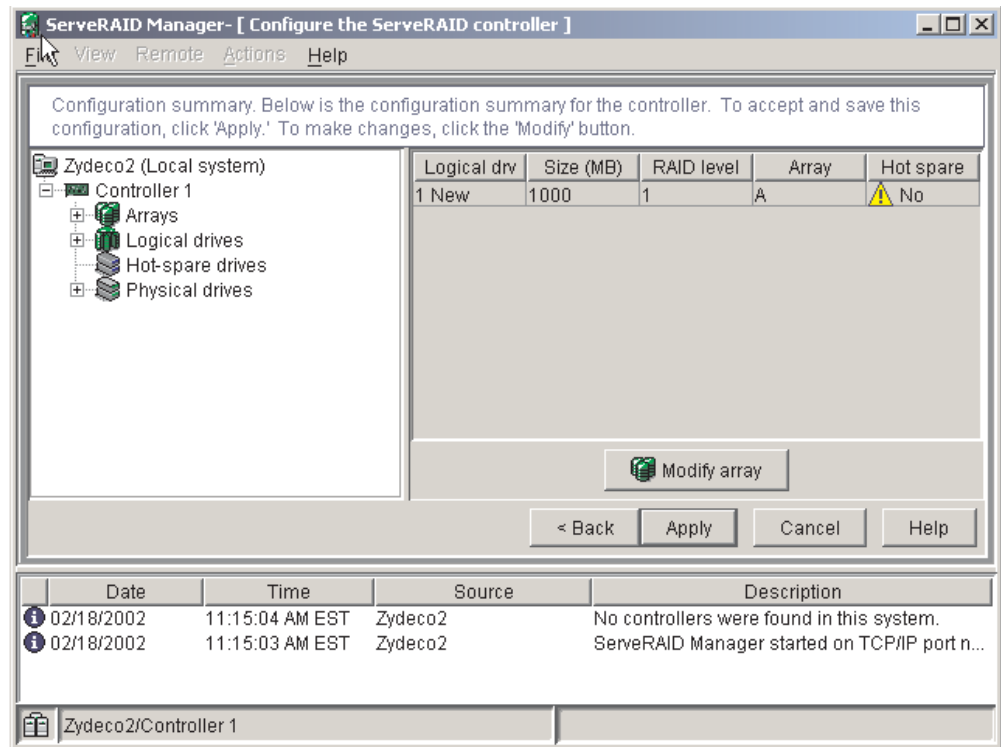 ServeRAID Manager- [ Configure the ServeRAID controller ]
File View Remote Actions Help
Configuration summary. Below is the configuration summary for the controller. To accept and save this
configuration, click 'Apply.' To make changes, click the 'Modify' button.
Zydeco2 (Local system)
Controller 1
Arrays
Logical drives
Hot-spare drives
Physical drives
Logical drv Size (MB) RAID level Array Hot spare
1 New 1000 1 A No
Modify array
< Back Apply Cancel Help
Date Time Source Description
02/18/2002 11:15:04 AM EST Zydeco2 No controllers were found in this system.
02/18/2002 11:15:03 AM EST Zydeco2 ServeRAID Manager started on TCP/IP port n...
Zydeco2/Controller 1